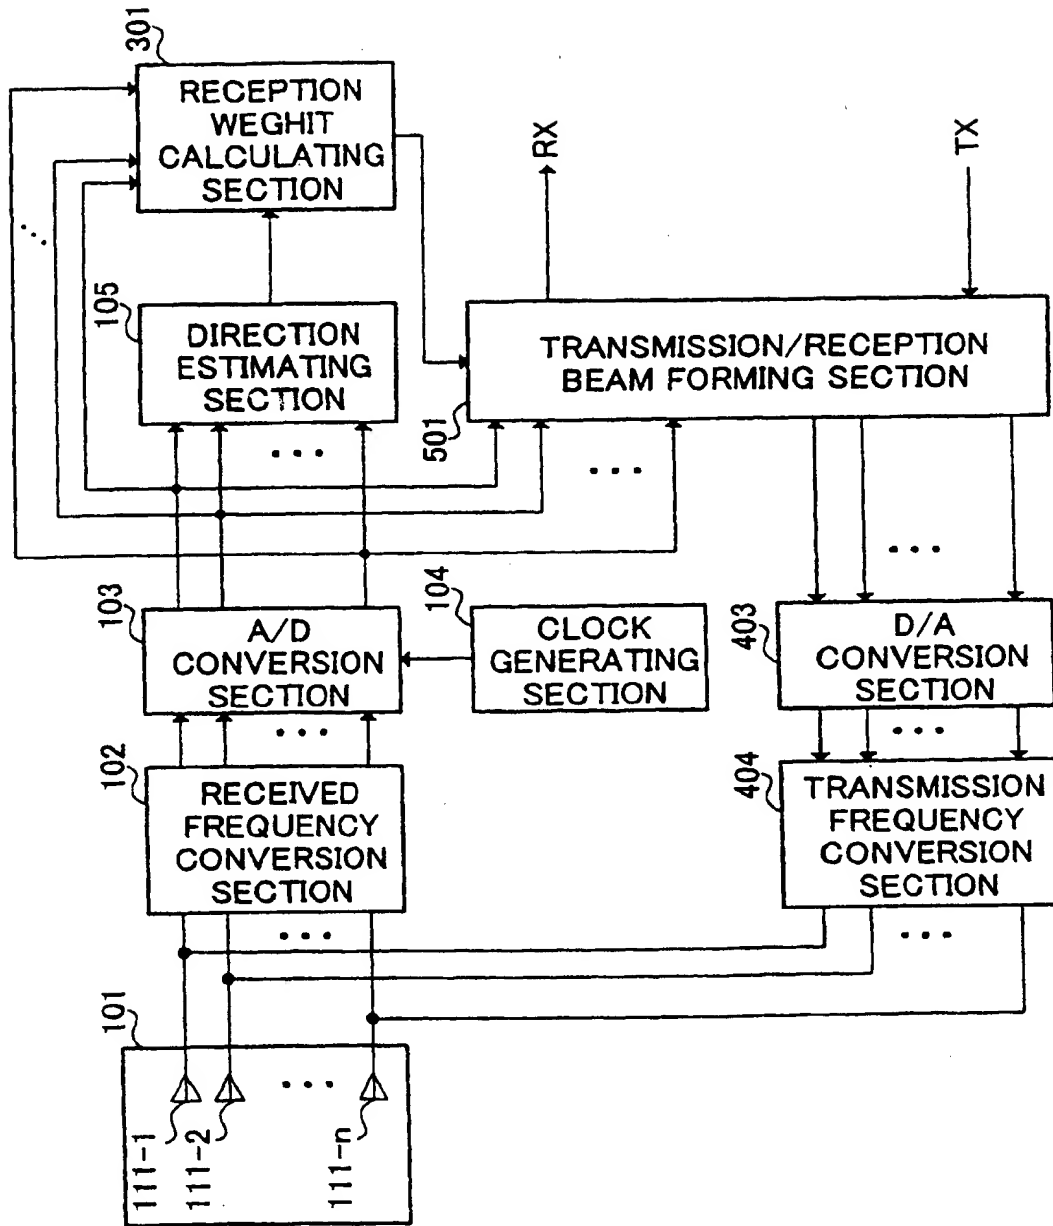 101
111-1
111-2
111-n
102
RECEIVED
FREQUENCY
CONVERSION
SECTION
103
A/D
CONVERSION
SECTION
104
CLOCK
GENERATING
SECTION
105
DIRECTION
ESTIMATING
SECTION
301
RECEPTION
WEGHIT
CALCULATING
SECTION
501
TRANSMISSION/RECEPTION
BEAM FORMING SECTION
RX
TX
403
D/A
CONVERSION
SECTION
404
TRANSMISSION
FREQUENCY
CONVERSION
SECTION